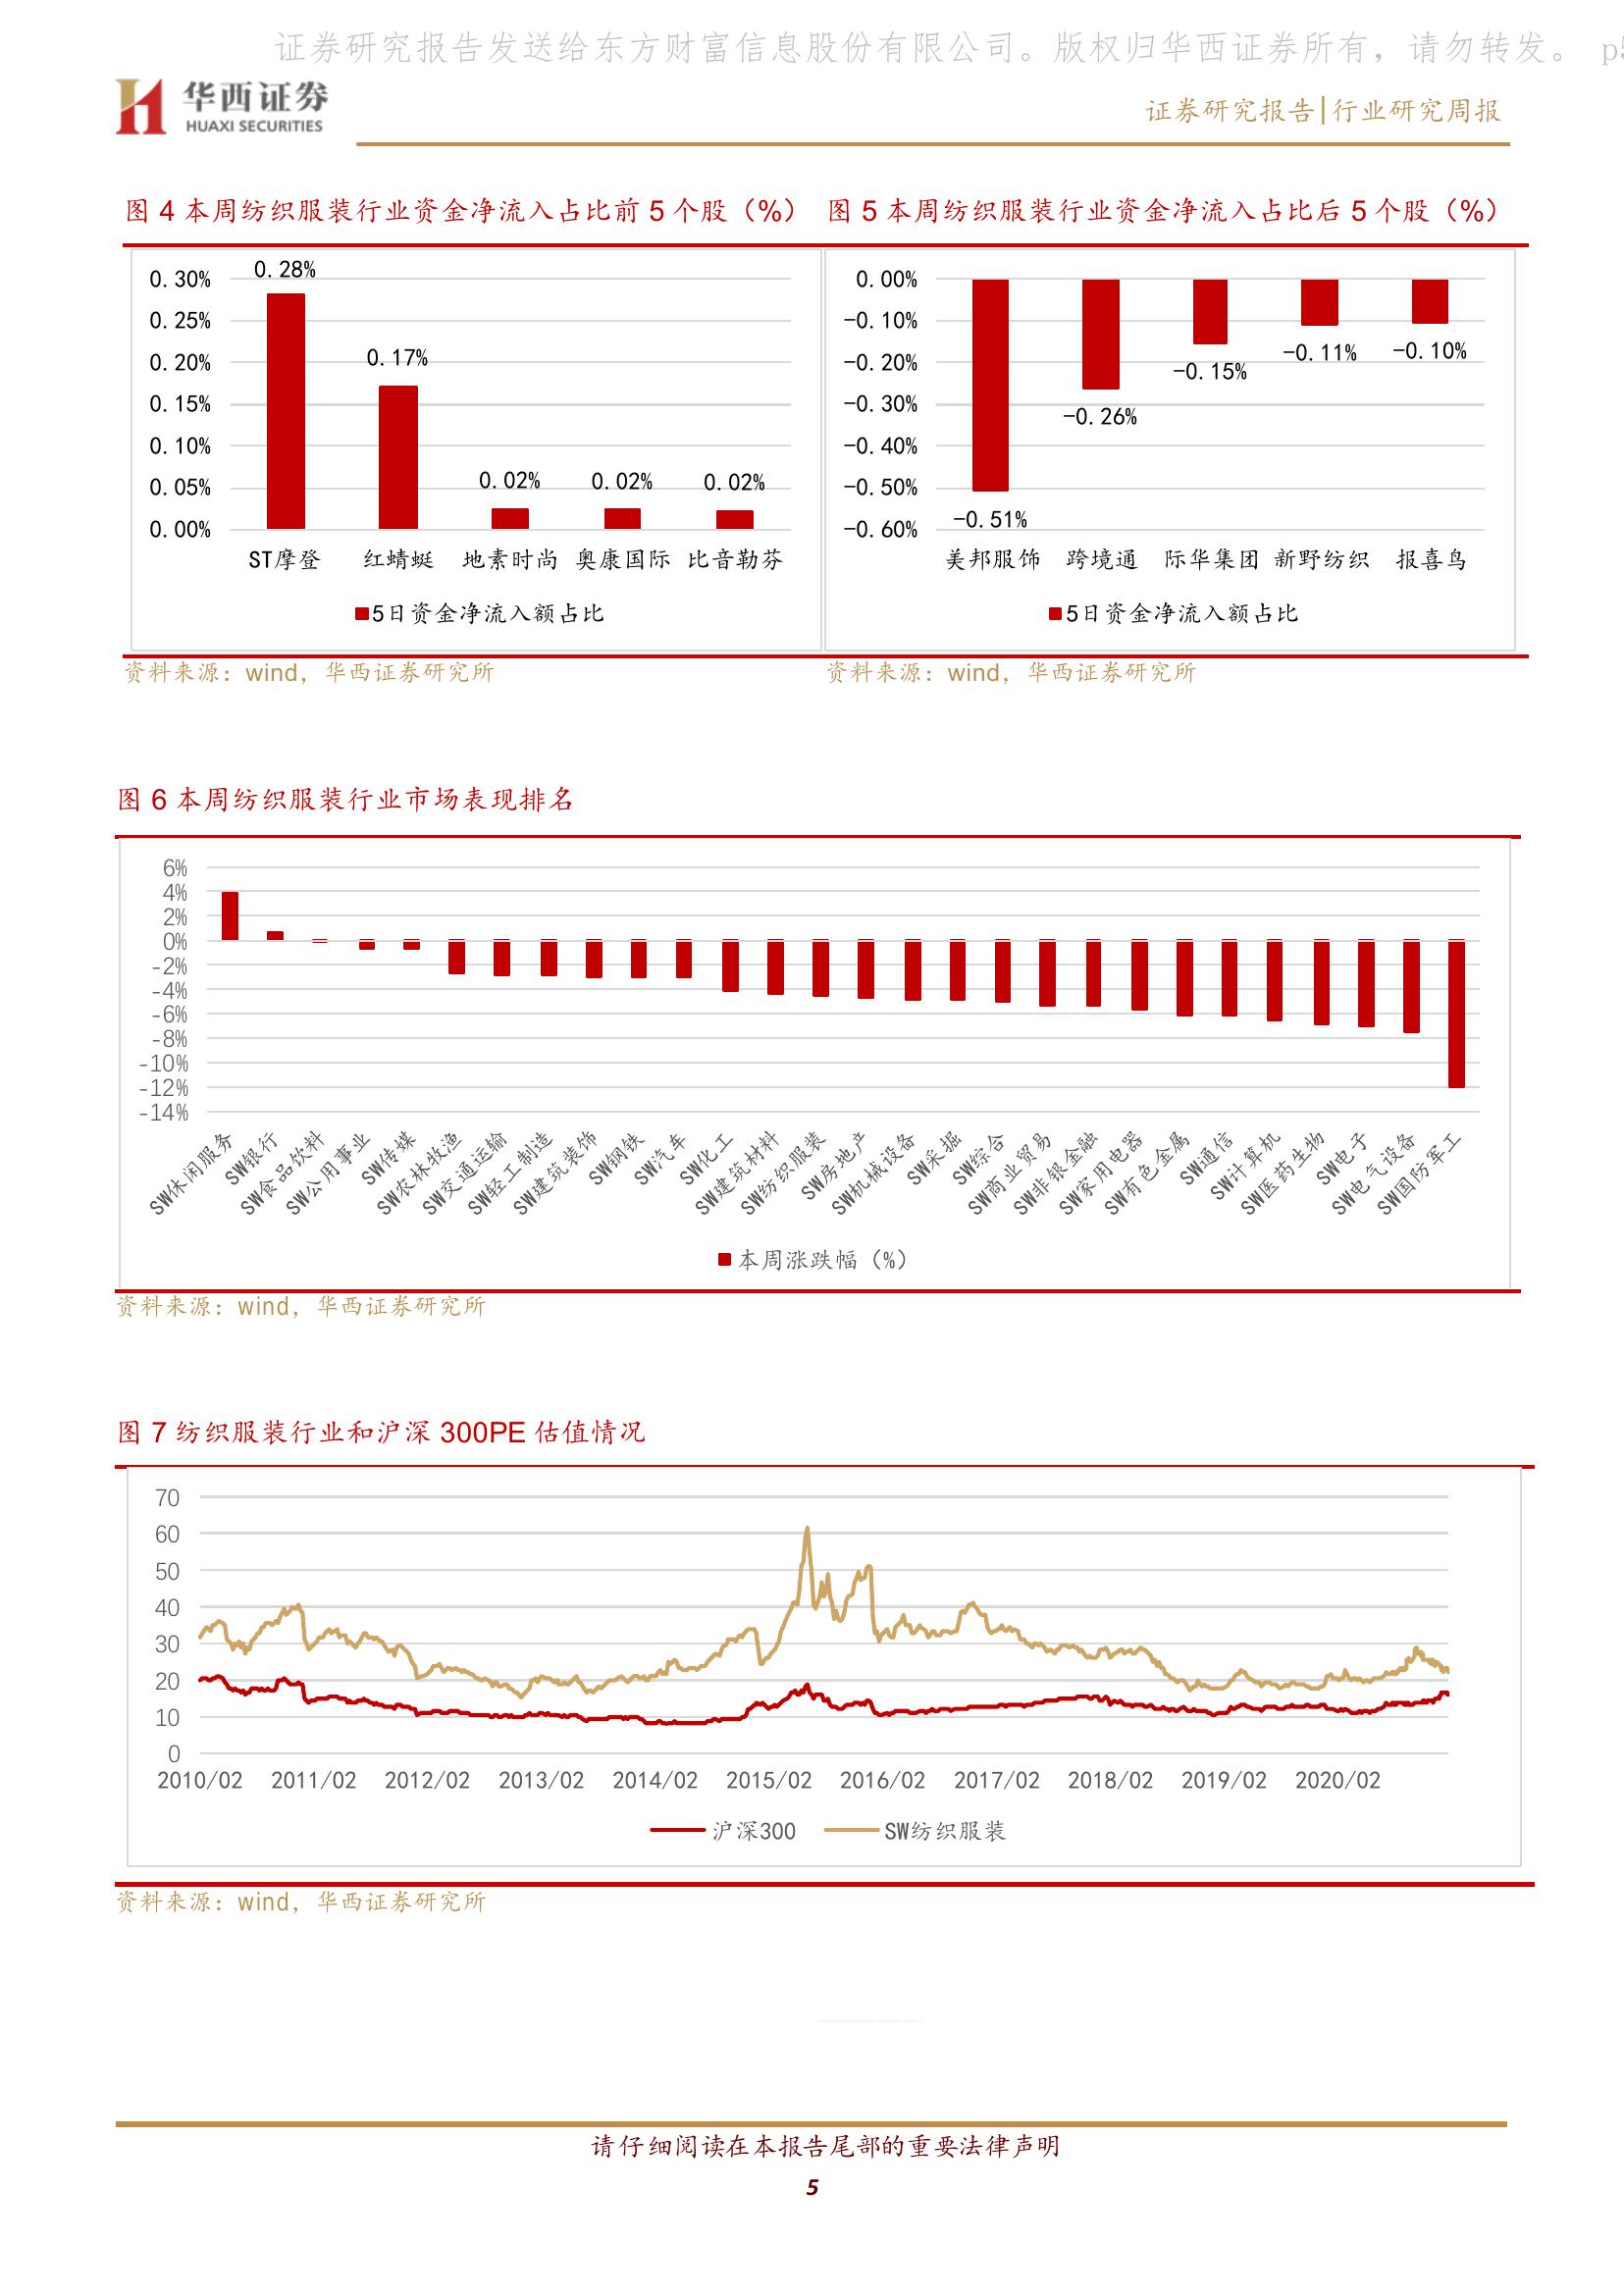 证券研究报告发送给东方财富信息股份有限公司。版权归华西证券所有，请勿转发。 p5
华西证券
HUAXI SECURITIES
证券研究报告|行业研究周报
图 4 本周纺织服装行业资金净流入占比前 5 个股（%）
0.30%
0.25%
0.20%
0.15%
0.10%
0.05%
0.00%
0.28%
0.17%
0.02%
0.02%
0.02%
ST摩登 红蜻蜓 地素时尚 奥康国际 比音勒芬
5日资金净流入额占比
资料来源：wind，华西证券研究所
图 5 本周纺织服装行业资金净流入占比后 5 个股（%）
0.00%
-0.10%
-0.20%
-0.30%
-0.40%
-0.50%
-0.60%
-0.51%
-0.26%
-0.15%
-0.11%
-0.10%
美邦服饰 跨境通 际华集团 新野纺织 报喜鸟
5日资金净流入额占比
资料来源：wind，华西证券研究所
图 6 本周纺织服装行业市场表现排名
6%
4%
2%
0%
-2%
-4%
-6%
-8%
-10%
-12%
-14%
SW休闲服务
SW银行
SW食品饮料
SW公用事业
SW传媒
SW农林牧渔
SW交通运输
SW轻工制造
SW建筑装饰
SW钢铁
SW汽车
SW化工
SW建筑材料
SW纺织服装
SW房地产
SW机械设备
SW采掘
SW综合
SW商业贸易
SW非银金融
SW家用电器
SW有色金属
SW通信
SW计算机
SW医药生物
SW电子
SW电气设备
SW国防军工
本周涨跌幅（%）
资料来源：wind，华西证券研究所
图 7 纺织服装行业和沪深 300PE 估值情况
70
60
50
40
30
20
10
0
2010/02 2011/02 2012/02 2013/02 2014/02 2015/02 2016/02 2017/02 2018/02 2019/02 2020/02
沪深300 SW纺织服装
资料来源：wind，华西证券研究所
请仔细阅读在本报告尾部的重要法律声明
5